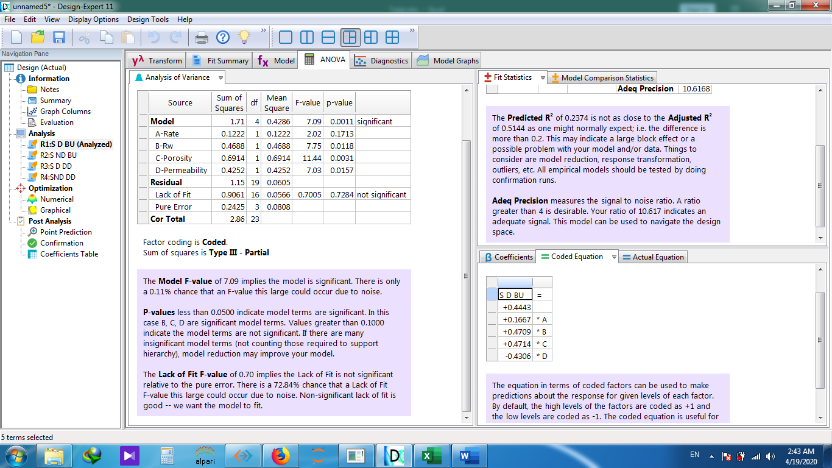 unnamed5* - Design-Expert 11
File Edit View Display Options Design Tools Help
Navigation Pane
Design (Actual)
Information
Notes
Summary
Graph Columns
Evaluation
Analysis
R1:S D BU (Analyzed)
R2:S ND BU
R3:S D DD
R4:SND DD
Optimization
Numerical
Graphical
Post Analysis
Point Prediction
Confirmation
Coefficients Table
yλ Transform Fit Summary fx Model ANOVA Diagnostics Model Graphs
Analysis of Variance
Source Sum of Squares df Mean Square F-value p-value
Model 1.71 4 0.4286 7.09 0.0011 significant
A-Rate 0.1222 1 0.1222 2.02 0.1713
B-Rw 0.4688 1 0.4688 7.75 0.0118
C-Porosity 0.6914 1 0.6914 11.44 0.0031
D-Permeability 0.4252 1 0.4252 7.03 0.0157
Residual 1.15 19 0.0605
Lack of Fit 0.9061 16 0.0566 0.7005 0.7284 not significant
Pure Error 0.2425 3 0.0808
Cor Total 2.86 23
Factor coding is Coded.
Sum of squares is Type III - Partial
The Model F-value of 7.09 implies the model is significant. There is only
a 0.11% chance that an F-value this large could occur due to noise.
P-values less than 0.0500 indicate model terms are significant. In this
case B, C, D are significant model terms. Values greater than 0.1000
indicate the model terms are not significant. If there are many
insignificant model terms (not counting those required to support
hierarchy), model reduction may improve your model.
The Lack of Fit F-value of 0.70 implies the Lack of Fit is not significant
relative to the pure error. There is a 72.84% chance that a Lack of Fit
F-value this large could occur due to noise. Non-significant lack of fit is
good -- we want the model to fit.
Fit Statistics Model Comparison Statistics
Adeq Precision 10.6168
The Predicted R² of 0.2374 is not as close to the Adjusted R²
of 0.5144 as one might normally expect; i.e. the difference is
more than 0.2. This may indicate a large block effect or a
possible problem with your model and/or data. Things to
consider are model reduction, response transformation,
outliers, etc. All empirical models should be tested by doing
confirmation runs.
Adeq Precision measures the signal to noise ratio. A ratio
greater than 4 is desirable. Your ratio of 10.617 indicates an
adequate signal. This model can be used to navigate the design
space.
β Coefficients Coded Equation Actual Equation
S D BU =
+0.4443
+0.1667 * A
+0.4709 * B
+0.4714 * C
-0.4306 * D
The equation in terms of coded factors can be used to make
predictions about the response for given levels of each factor.
By default, the high levels of the factors are coded as +1 and
the low levels are coded as -1. The coded equation is useful for
5 terms selected
alpari
EN
2:43 AM
4/19/2020